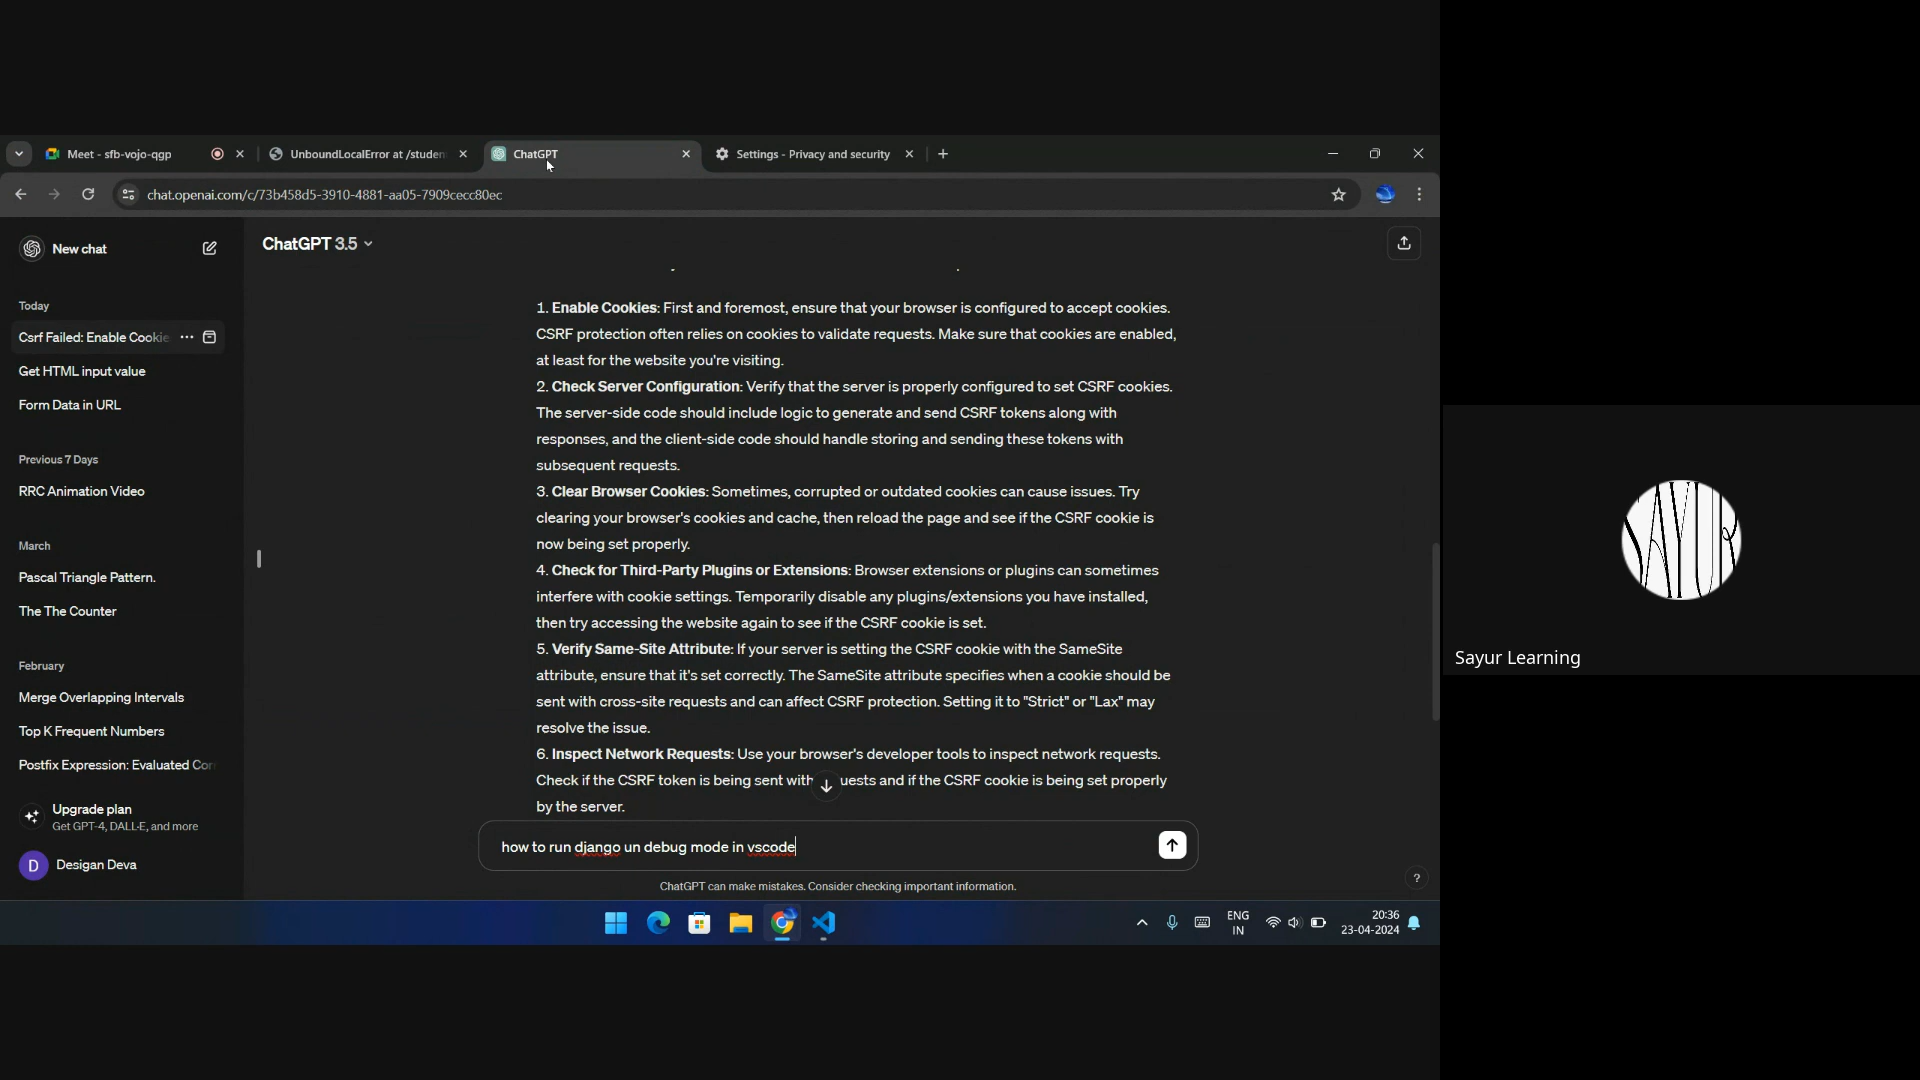 Meet - sfb-vojo-qgp
UnboundLocalError at /studen
ChatGPT
Settings - Privacy and security
chat.openai.com/c/73b458d5-3910-4881-aa05-7909cecc80ec
New chat
ChatGPT 3.5
Today
Csrf Failed: Enable Cookie
Get HTML input value
Form Data in URL
Previous 7 Days
RRC Animation Video
March
Pascal Triangle Pattern.
The The Counter
February
Merge Overlapping Intervals
Top K Frequent Numbers
Postfix Expression: Evaluated Con
Upgrade plan
Get GPT-4, DALL·E, and more
D
Desigan Deva
1. Enable Cookies: First and foremost, ensure that your browser is configured to accept cookies.
CSRF protection often relies on cookies to validate requests. Make sure that cookies are enabled,
at least for the website you're visiting.
2. Check Server Configuration: Verify that the server is properly configured to set CSRF cookies.
The server-side code should include logic to generate and send CSRF tokens along with
responses, and the client-side code should handle storing and sending these tokens with
subsequent requests.
3. Clear Browser Cookies: Sometimes, corrupted or outdated cookies can cause issues. Try
clearing your browser's cookies and cache, then reload the page and see if the CSRF cookie is
now being set properly.
4. Check for Third-Party Plugins or Extensions: Browser extensions or plugins can sometimes
interfere with cookie settings. Temporarily disable any plugins/extensions you have installed,
then try accessing the website again to see if the CSRF cookie is set.
5. Verify Same-Site Attribute: If your server is setting the CSRF cookie with the SameSite
attribute, ensure that it's set correctly. The SameSite attribute specifies when a cookie should be
sent with cross-site requests and can affect CSRF protection. Setting it to "Strict" or "Lax" may
resolve the issue.
6. Inspect Network Requests: Use your browser's developer tools to inspect network requests.
Check if the CSRF token is being sent with uests and if the CSRF cookie is being set properly
by the server.
how to run django un debug mode in vscode
ChatGPT can make mistakes. Consider checking important information.
?
ENG
IN
20:36
23-04-2024
Sayur Learning